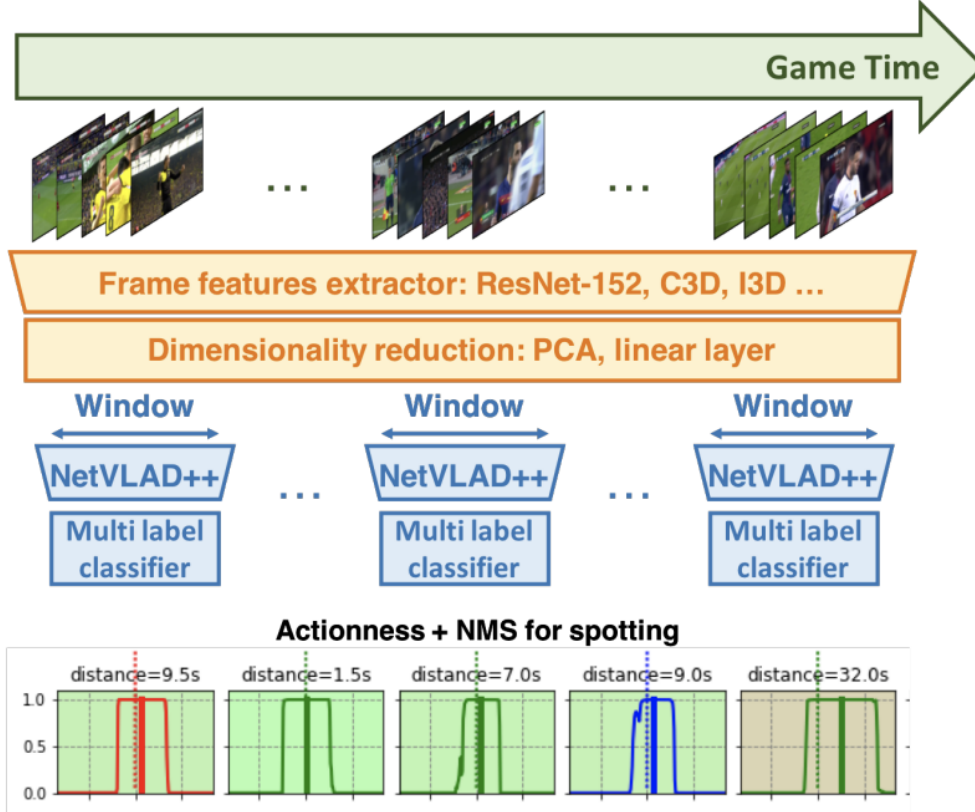 Game Time
... ...
Frame features extractor: ResNet-152, C3D, I3D ...
Dimensionality reduction: PCA, linear layer
Window Window Window
NetVLAD++ ... NetVLAD++ ... NetVLAD++
Multi label Multi label Multi label
classifier classifier classifier
Actionness + NMS for spotting
distance=9.5s distance=1.5s distance=7.0s distance=9.0s distance=32.0s
1.0
0.5
0.0